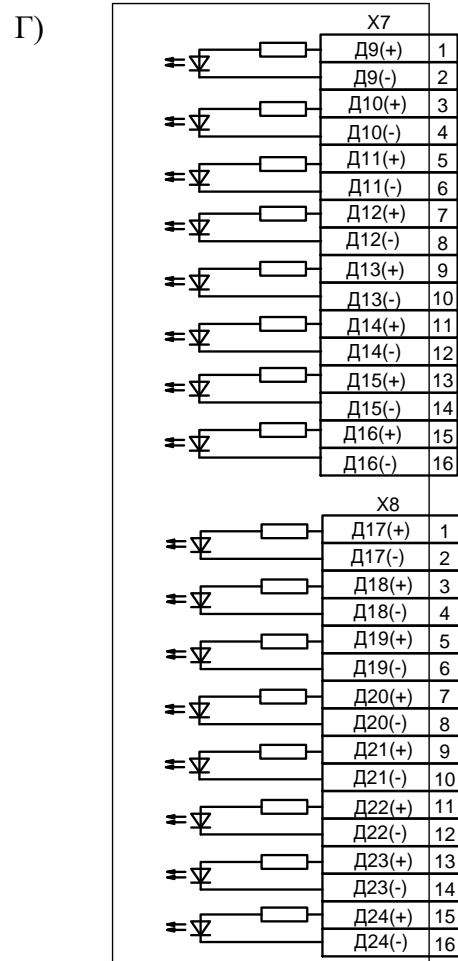 Г)
X7
Д9(+) 1
Д9(-) 2
Д10(+) 3
Д10(-) 4
Д11(+) 5
Д11(-) 6
Д12(+) 7
Д12(-) 8
Д13(+) 9
Д13(-) 10
Д14(+) 11
Д14(-) 12
Д15(+) 13
Д15(-) 14
Д16(+) 15
Д16(-) 16
X8
Д17(+) 1
Д17(-) 2
Д18(+) 3
Д18(-) 4
Д19(+) 5
Д19(-) 6
Д20(+) 7
Д20(-) 8
Д21(+) 9
Д21(-) 10
Д22(+) 11
Д22(-) 12
Д23(+) 13
Д23(-) 14
Д24(+) 15
Д24(-) 16